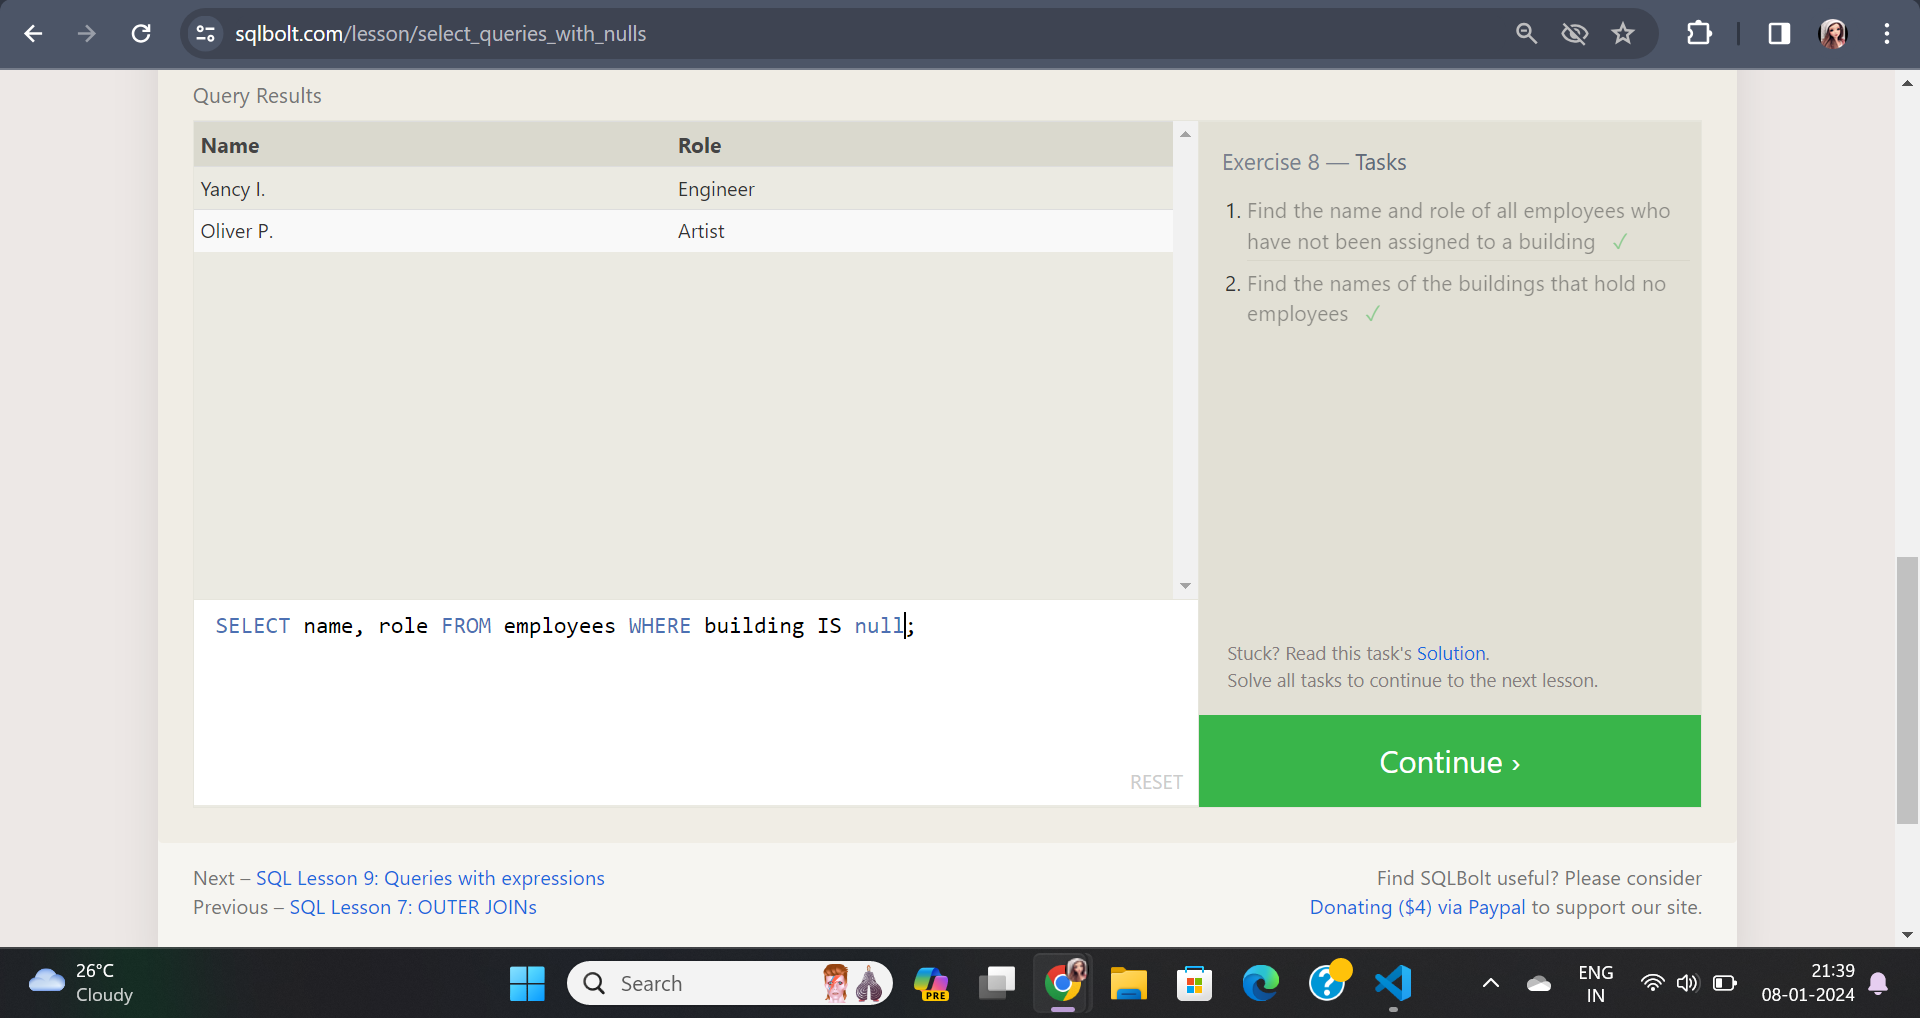 sqlbolt.com/lesson/select_queries_with_nulls
Query Results
Name Role
Yancy I. Engineer
Oliver P. Artist
Exercise 8 — Tasks
1. Find the name and role of all employees who
have not been assigned to a building ✓
2. Find the names of the buildings that hold no
employees ✓
SELECT name, role FROM employees WHERE building IS null;
RESET
Stuck? Read this task's Solution.
Solve all tasks to continue to the next lesson.
Continue ›
Next – SQL Lesson 9: Queries with expressions
Previous – SQL Lesson 7: OUTER JOINs
Find SQLBolt useful? Please consider
Donating ($4) via Paypal to support our site.
26°C
Cloudy
Search
PRE
ENG
IN
21:39
08-01-2024